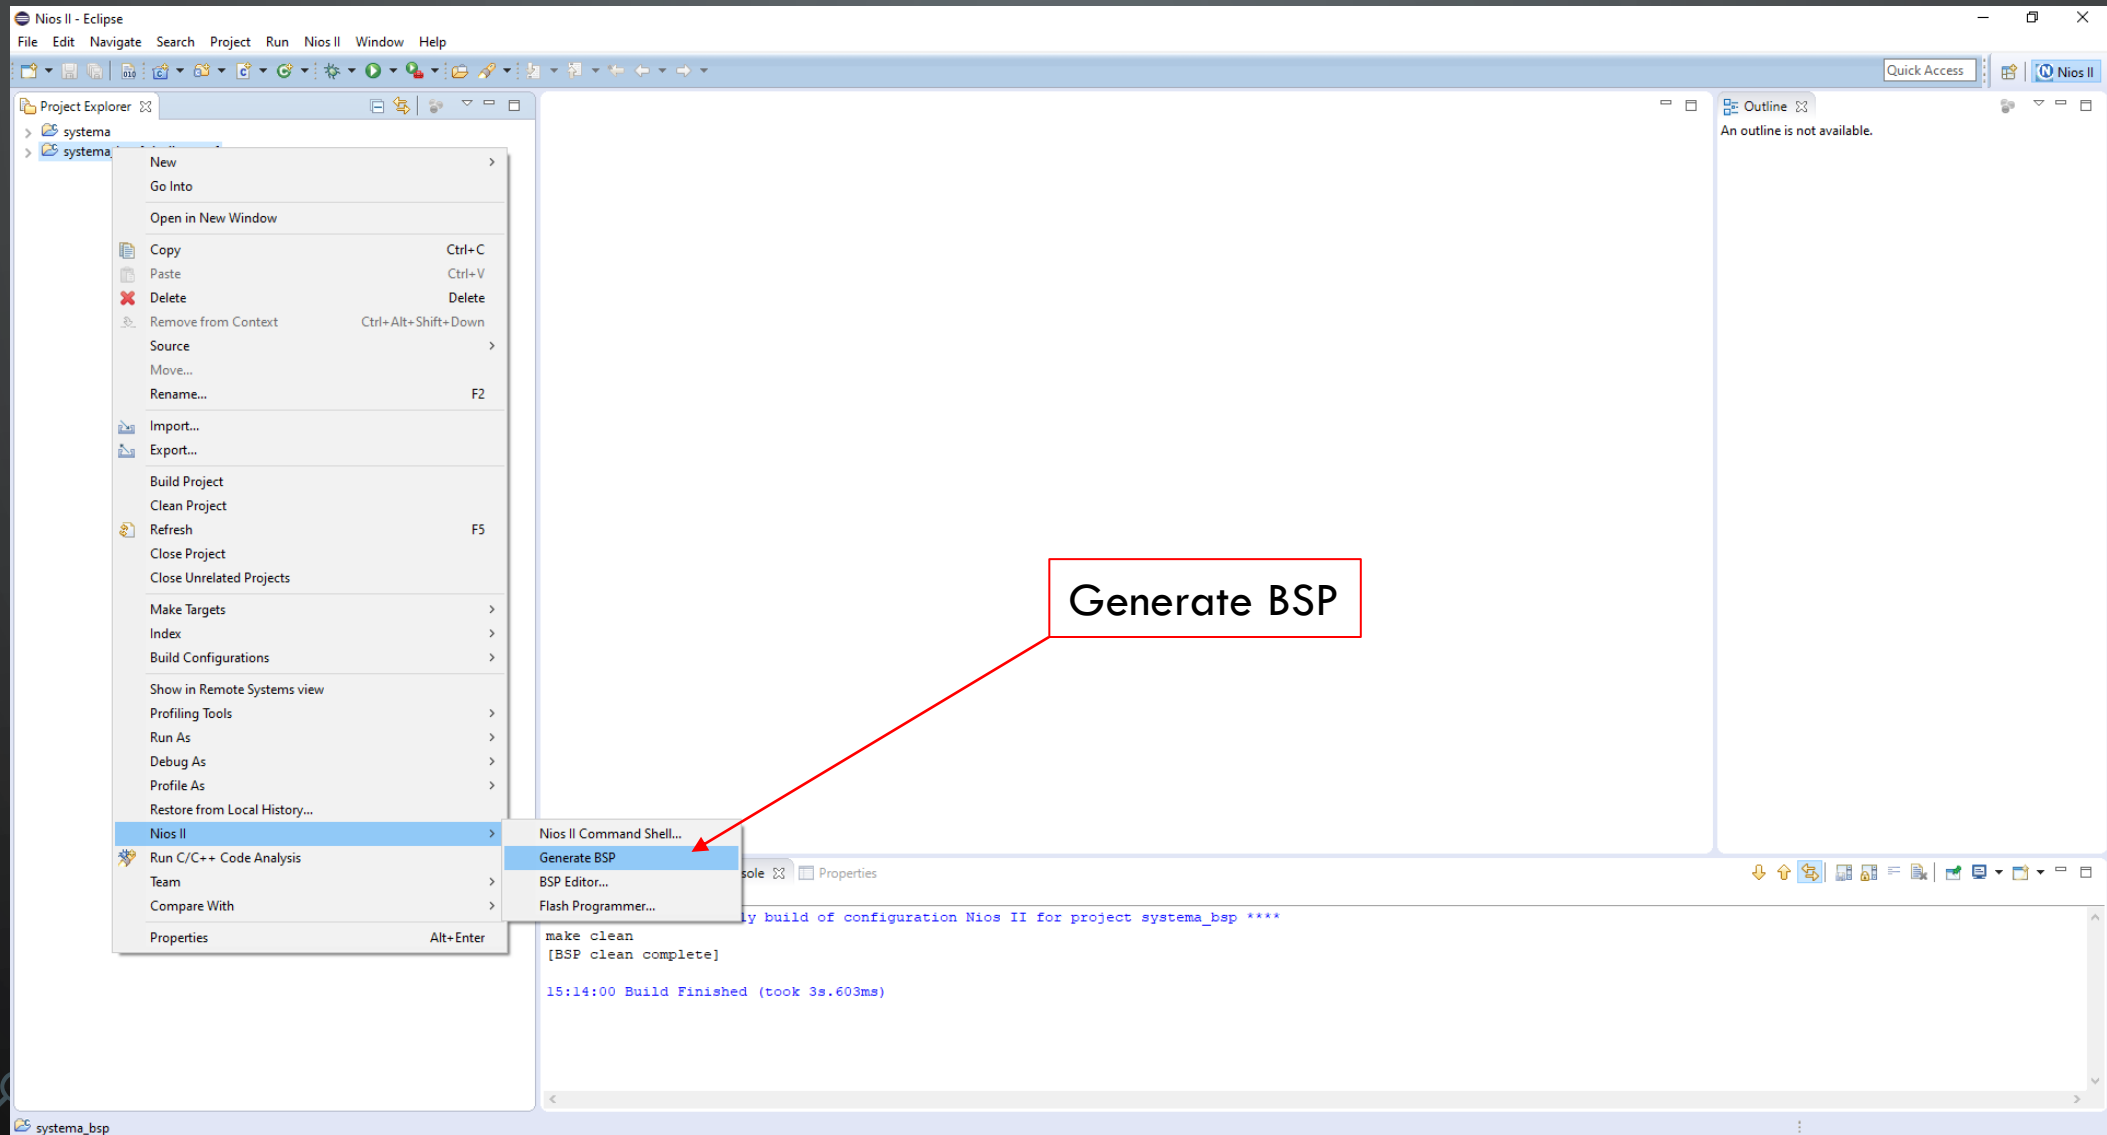 Nios II - Eclipse
File Edit Navigate Search Project Run Nios II Window Help
Quick Access
Nios II
Project Explorer
systema
systema
New
Go Into
Open in New Window
Copy Ctrl+C
Paste Ctrl+V
Delete Delete
Remove from Context Ctrl+Alt+Shift+Down
Source
Move...
Rename... F2
Import...
Export...
Build Project
Clean Project
Refresh F5
Close Project
Close Unrelated Projects
Make Targets
Index
Build Configurations
Show in Remote Systems view
Profiling Tools
Run As
Debug As
Profile As
Restore from Local History...
Nios II
Run C/C++ Code Analysis
Team
Compare With
Properties Alt+Enter
Nios II Command Shell...
Generate BSP
BSP Editor...
Flash Programmer...
Generate BSP
Outline
An outline is not available.
sole
Properties
ly build of configuration Nios II for project systema_bsp ****
make clean
[BSP clean complete]
15:14:00 Build Finished (took 3s.603ms)
systema_bsp